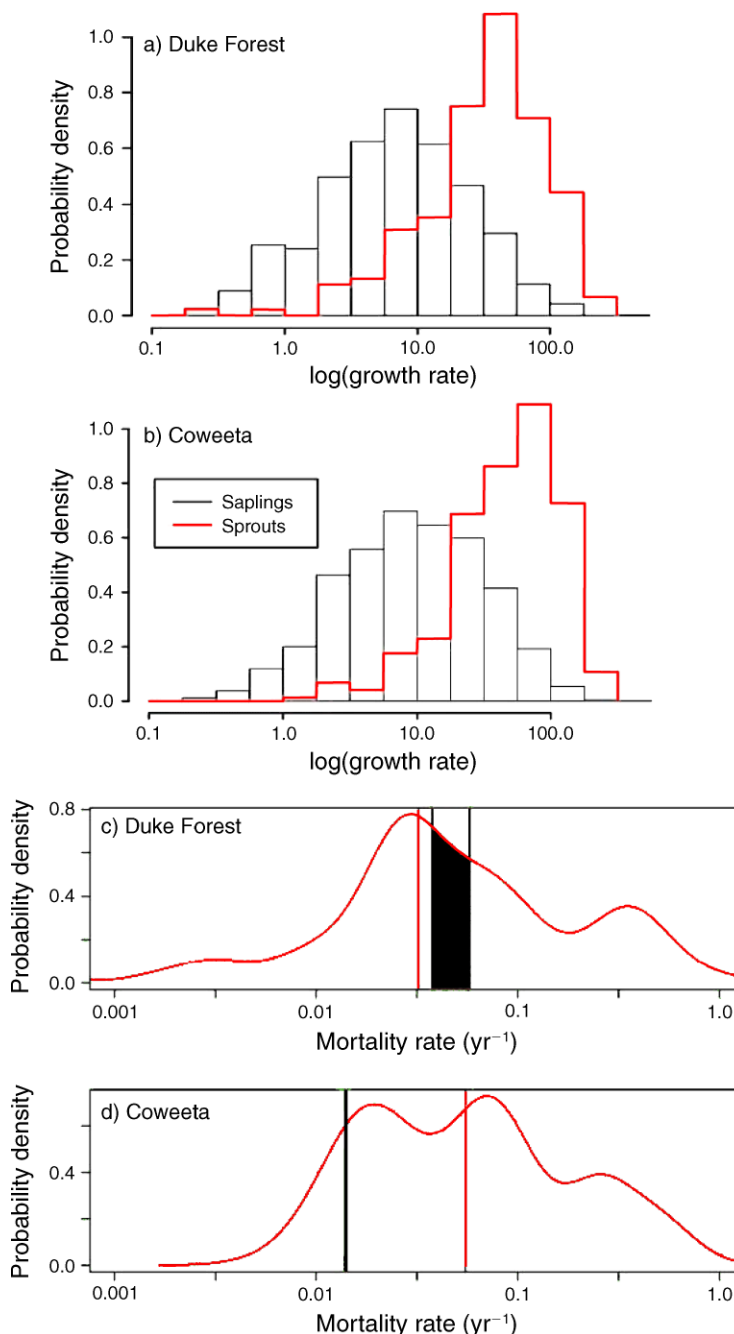 a) Duke Forest
Probability density
1.0
0.8
0.6
0.4
0.2
0.0
0.1 1.0 10.0 100.0
log(growth rate)
b) Coweeta
Probability density
1.0
0.8
0.6
0.4
0.2
0.0
Saplings
Sprouts
0.1 1.0 10.0 100.0
log(growth rate)
c) Duke Forest
Probability density
0.8
0.4
0.0
0.001 0.01 0.1 1.0
Mortality rate (yr⁻¹)
d) Coweeta
Probability density
0.4
0.0
0.001 0.01 0.1 1.0
Mortality rate (yr⁻¹)